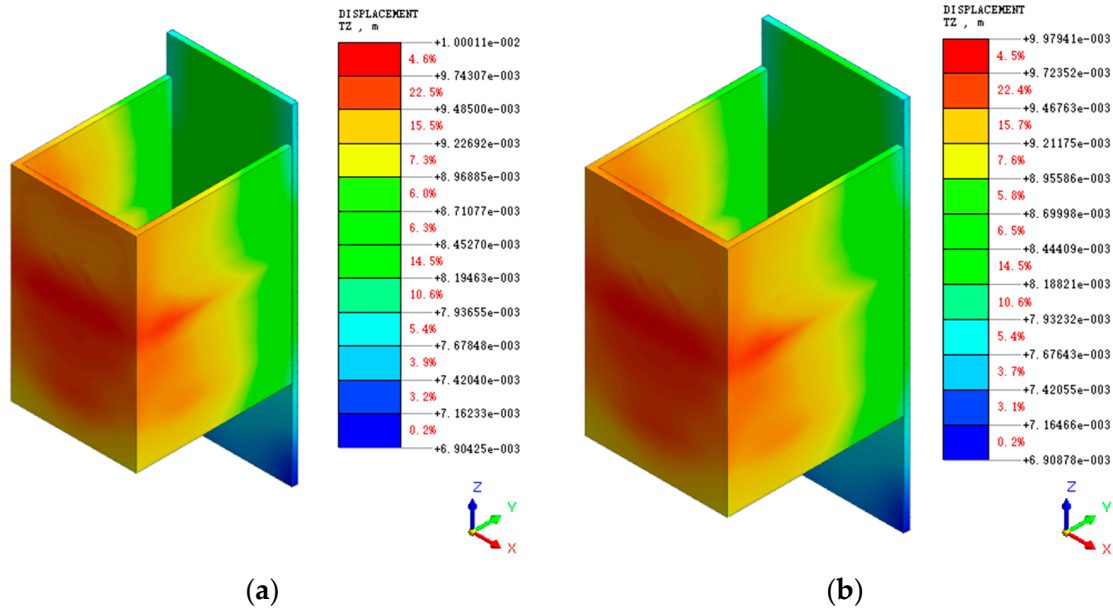 DISPLACEMENT
TZ , m
+1.00011e-002
4.6%
+9.74307e-003
22.5%
+9.48500e-003
15.5%
+9.22692e-003
7.3%
+8.96885e-003
6.0%
+8.71077e-003
6.3%
+8.45270e-003
14.5%
+8.19463e-003
10.6%
+7.93655e-003
5.4%
+7.67848e-003
3.9%
+7.42040e-003
3.2%
+7.16233e-003
0.2%
+6.90425e-003
Z
Y
X
(a)
DISPLACEMENT
TZ , m
+9.97941e-003
4.5%
+9.72352e-003
22.4%
+9.46763e-003
15.7%
+9.21175e-003
7.6%
+8.95586e-003
5.8%
+8.69998e-003
6.5%
+8.44409e-003
14.5%
+8.18821e-003
10.6%
+7.93232e-003
5.4%
+7.67643e-003
3.7%
+7.42055e-003
3.1%
+7.16466e-003
0.2%
+6.90878e-003
Z
Y
X
(b)